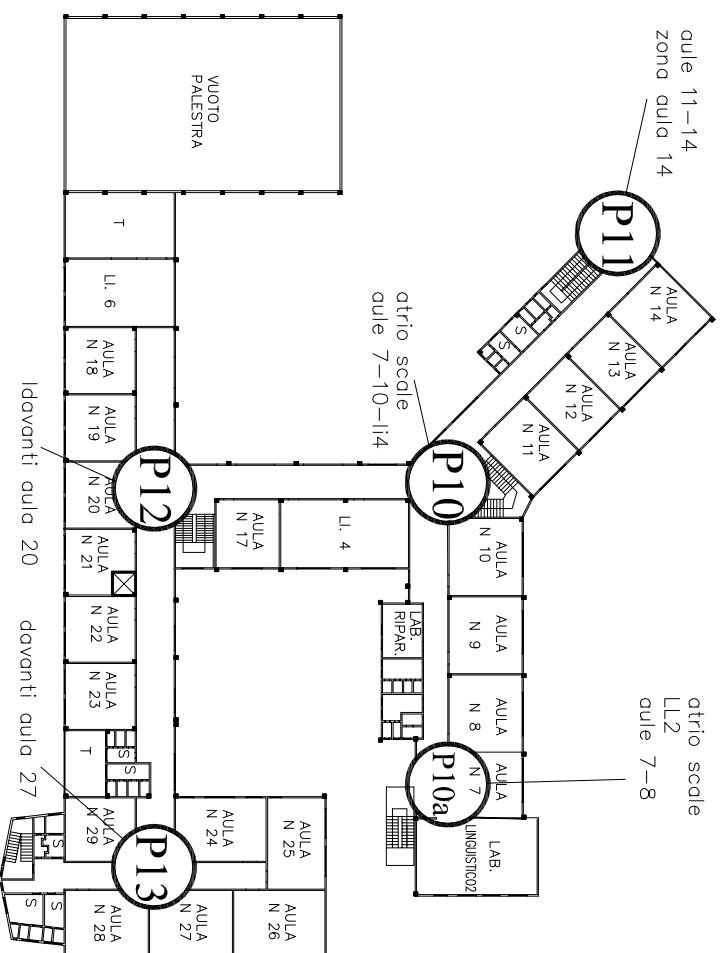 aule 11-14
zona aula 14
P11
VUOTO
PALESTRA
T
LI. 6
AULA
N 14
AULA
N 13
AULA
N 12
AULA
N 11
S
S
atrio scale
aule 7-10-li4
P10
AULA
N 18
AULA
N 19
AULA
N 20
P12
ldavanti aula 20
AULA
N 17
LI. 4
AULA
N 10
AULA
N 21
AULA
N 22
AULA
N 23
AULA
N 9
AULA
N 8
AULA
N 7
LAB.
RIPAR.
atrio scale
LL2
aule 7-8
P10a
LAB.
LINGUISTICO2
davanti aula 27
T
S
S
AULA
N 29
AULA
N 24
AULA
N 25
P13
S
S
S
AULA
N 28
AULA
N 27
AULA
N 26